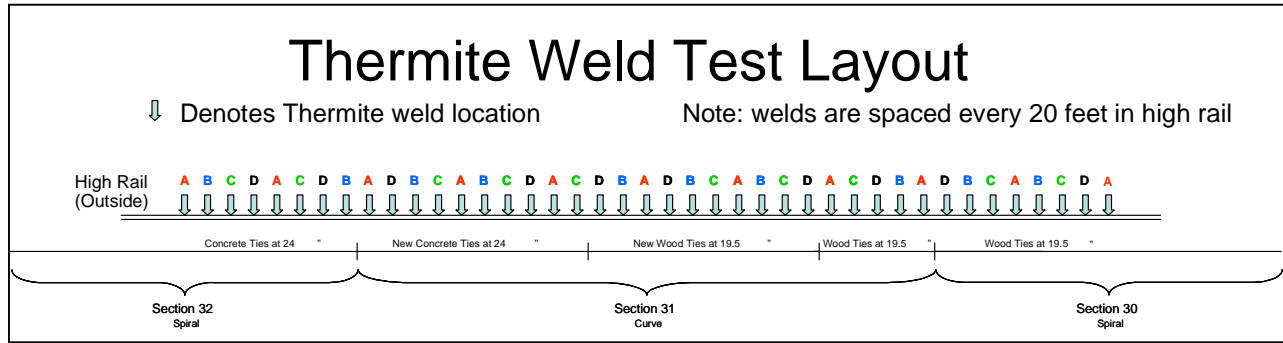 Thermite Weld Test Layout
Denotes Thermite weld location Note: welds are spaced every 20 feet in high rail
High Rail
(Outside)
A B C D A C D B A D B C A B C D A C D B A D B C A B C D A C D B A D B C A B C D A
Concrete Ties at 24 " New Concrete Ties at 24 " New Wood Ties at 19.5 " Wood Ties at 19.5 " Wood Ties at 19.5 "
Section 32 Section 31 Section 30
Spiral Curve Spiral